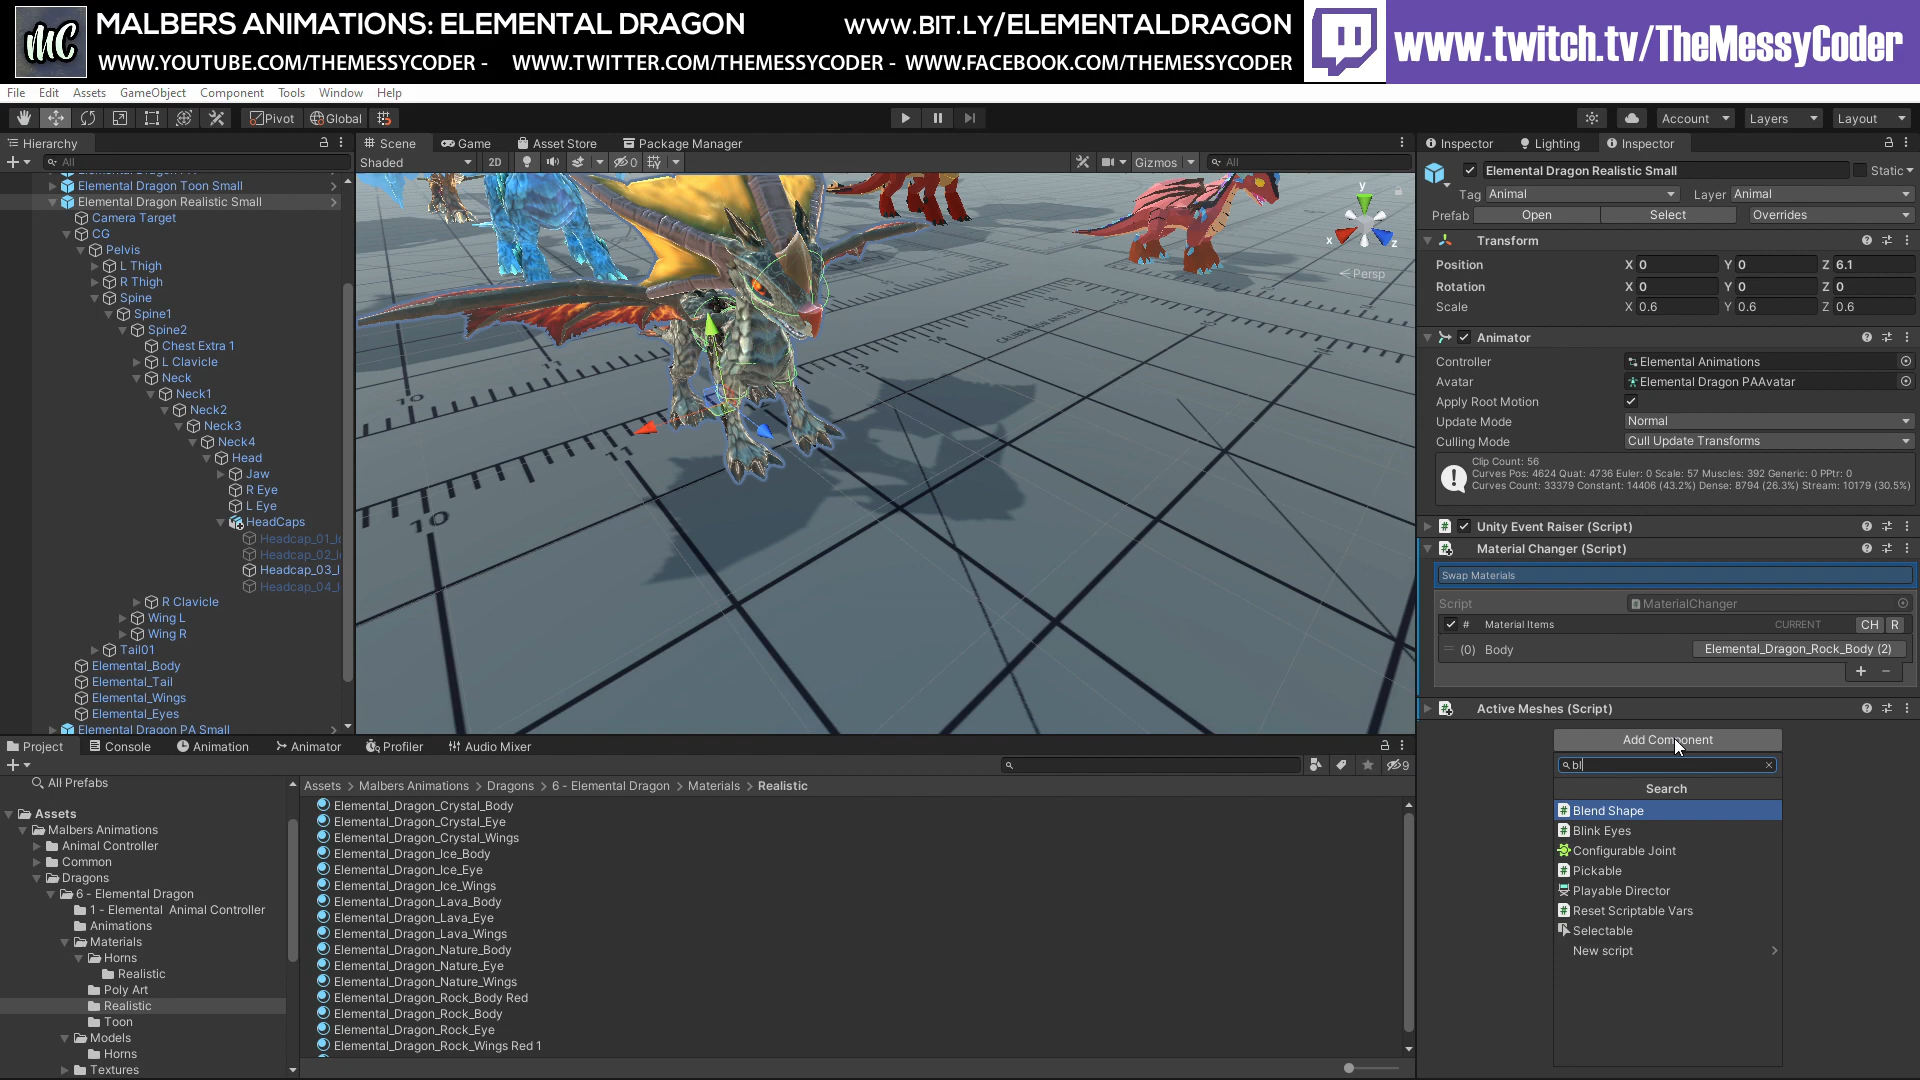 MC
MALBERS ANIMATIONS: ELEMENTAL DRAGON
www.BIT.LY/ELEMENTALDRAGON
WWW.YOUTUBE.COM/THEMESSYCODER - WWW.TWITTER.COM/THEMESSYCODER - WWW.FACEBOOK.COM/THEMESSYCODER
www.twitch.tv/TheMessyCoder
File Edit Assets GameObject Component Tools Window Help
Pivot Global
Account Layers Layout
Hierarchy
All
Elemental Dragon Toon Small
Elemental Dragon Realistic Small
Camera Target
CG
Pelvis
L Thigh
R Thigh
Spine
Spine1
Spine2
Chest Extra 1
L Clavicle
Neck
Neck1
Neck2
Neck3
Neck4
Head
Jaw
R Eye
L Eye
HeadCaps
Headcap_01_l
Headcap_02_l
Headcap_03_l
Headcap_04_l
R Clavicle
Wing L
Wing R
Tail01
Elemental_Body
Elemental_Tail
Elemental_Wings
Elemental_Eyes
Elemental Dragon PA Small
Scene Game Asset Store Package Manager
Shaded 2D 0 Gizmos All
y
x
z
Persp
10
11
13
14
15
10
Inspector Lighting Inspector
Elemental Dragon Realistic Small Static
Tag Animal Layer Animal
Prefab Open Select Overrides
Transform
Position X 0 Y 0 Z 6.1
Rotation X 0 Y 0 Z 0
Scale X 0.6 Y 0.6 Z 0.6
Animator
Controller Elemental Animations
Avatar Elemental Dragon PAAvatar
Apply Root Motion
Update Mode Normal
Culling Mode Cull Update Transforms
Clip Count: 56
Curves Pos: 4624 Quat: 4736 Euler: 0 Scale: 57 Muscles: 392 Generic: 0 PPtr: 0
Curves Count: 33379 Constant: 14406 (43.2%) Dense: 8794 (26.3%) Stream: 10179 (30.5%)
Unity Event Raiser (Script)
Material Changer (Script)
Swap Materials
Script MaterialChanger
# Material Items CURRENT CH R
(0) Body Elemental_Dragon_Rock_Body (2)
+ -
Active Meshes (Script)
Add Component
bl
Search
Blend Shape
Blink Eyes
Configurable Joint
Pickable
Playable Director
Reset Scriptable Vars
Selectable
New script
Project Console Animation Animator Profiler Audio Mixer
9
All Prefabs
Assets
Malbers Animations
Animal Controller
Common
Dragons
6 - Elemental Dragon
1 - Elemental Animal Controller
Animations
Materials
Horns
Realistic
Poly Art
Realistic
Toon
Models
Horns
Textures
Assets > Malbers Animations > Dragons > 6 - Elemental Dragon > Materials > Realistic
Elemental_Dragon_Crystal_Body
Elemental_Dragon_Crystal_Eye
Elemental_Dragon_Crystal_Wings
Elemental_Dragon_Ice_Body
Elemental_Dragon_Ice_Eye
Elemental_Dragon_Ice_Wings
Elemental_Dragon_Lava_Body
Elemental_Dragon_Lava_Eye
Elemental_Dragon_Lava_Wings
Elemental_Dragon_Nature_Body
Elemental_Dragon_Nature_Eye
Elemental_Dragon_Nature_Wings
Elemental_Dragon_Rock_Body Red
Elemental_Dragon_Rock_Body
Elemental_Dragon_Rock_Eye
Elemental_Dragon_Rock_Wings Red 1